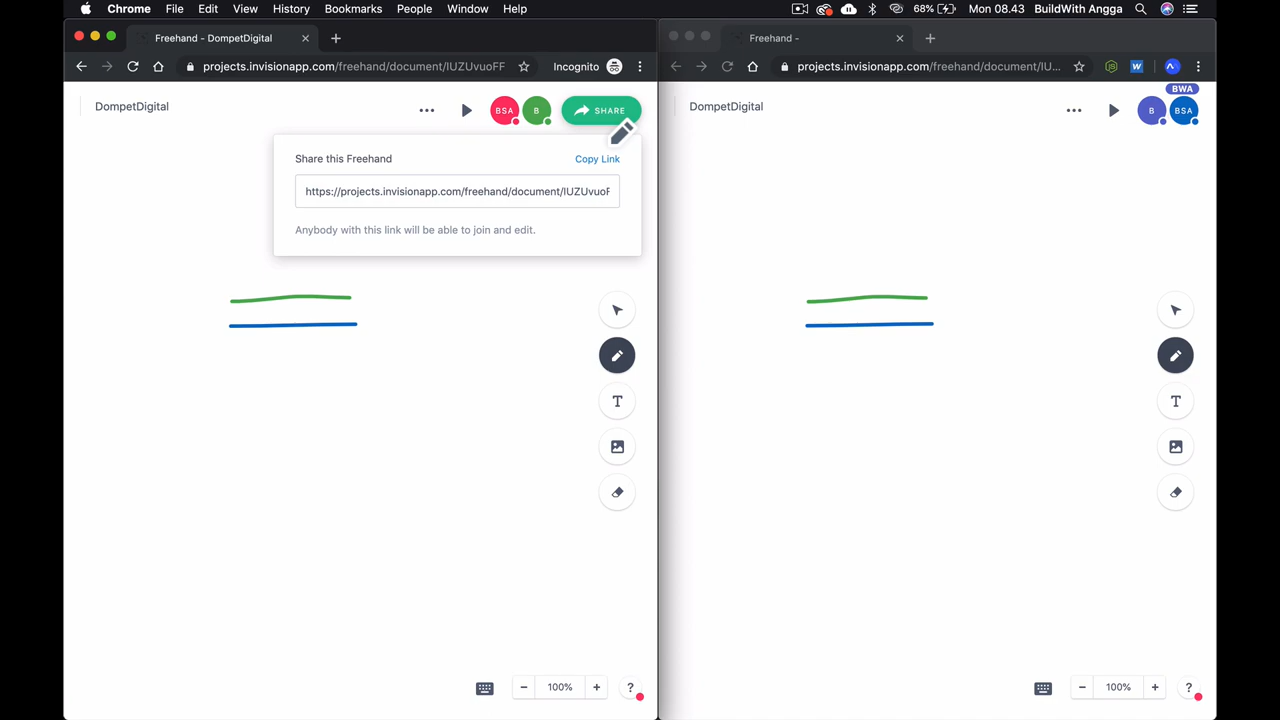 Chrome File Edit View History Bookmarks People Window Help 68% Mon 08.43 BuildWith Angga
Freehand - DompetDigital
projects.invisionapp.com/freehand/document/IUZUvuoFF Incognito
DompetDigital BSA B SHARE
Share this Freehand Copy Link
https://projects.invisionapp.com/freehand/document/IUZUvuoF
Anybody with this link will be able to join and edit.
T
100% ?
Freehand -
projects.invisionapp.com/freehand/document/IU... W
BWA
DompetDigital B BSA
T
100% ?